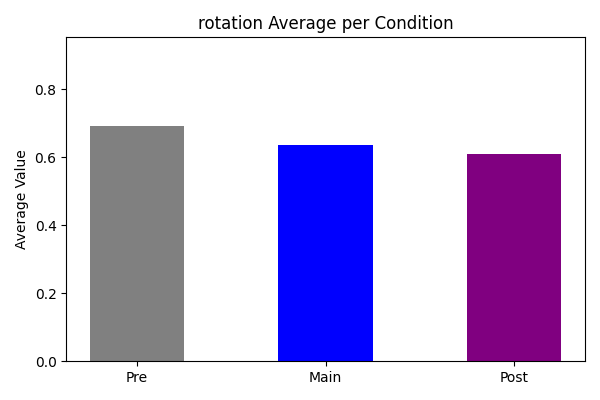 rotation Average per Condition
Average Value
0.8
0.6
0.4
0.2
0.0
Pre
Main
Post